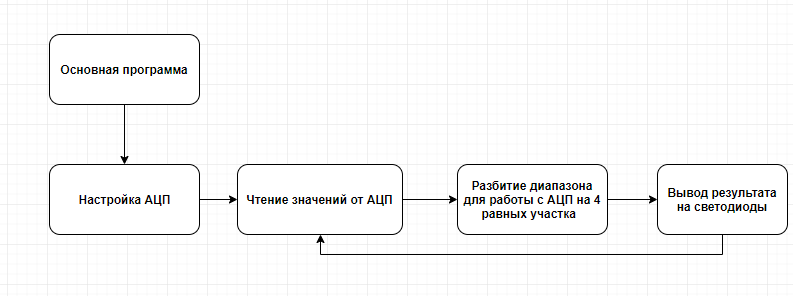 Основная программа
Настройка АЦП
Чтение значений от АЦП
Разбитие диапазона
для работы с АЦП на 4
равных участка
Вывод результата
на светодиоды